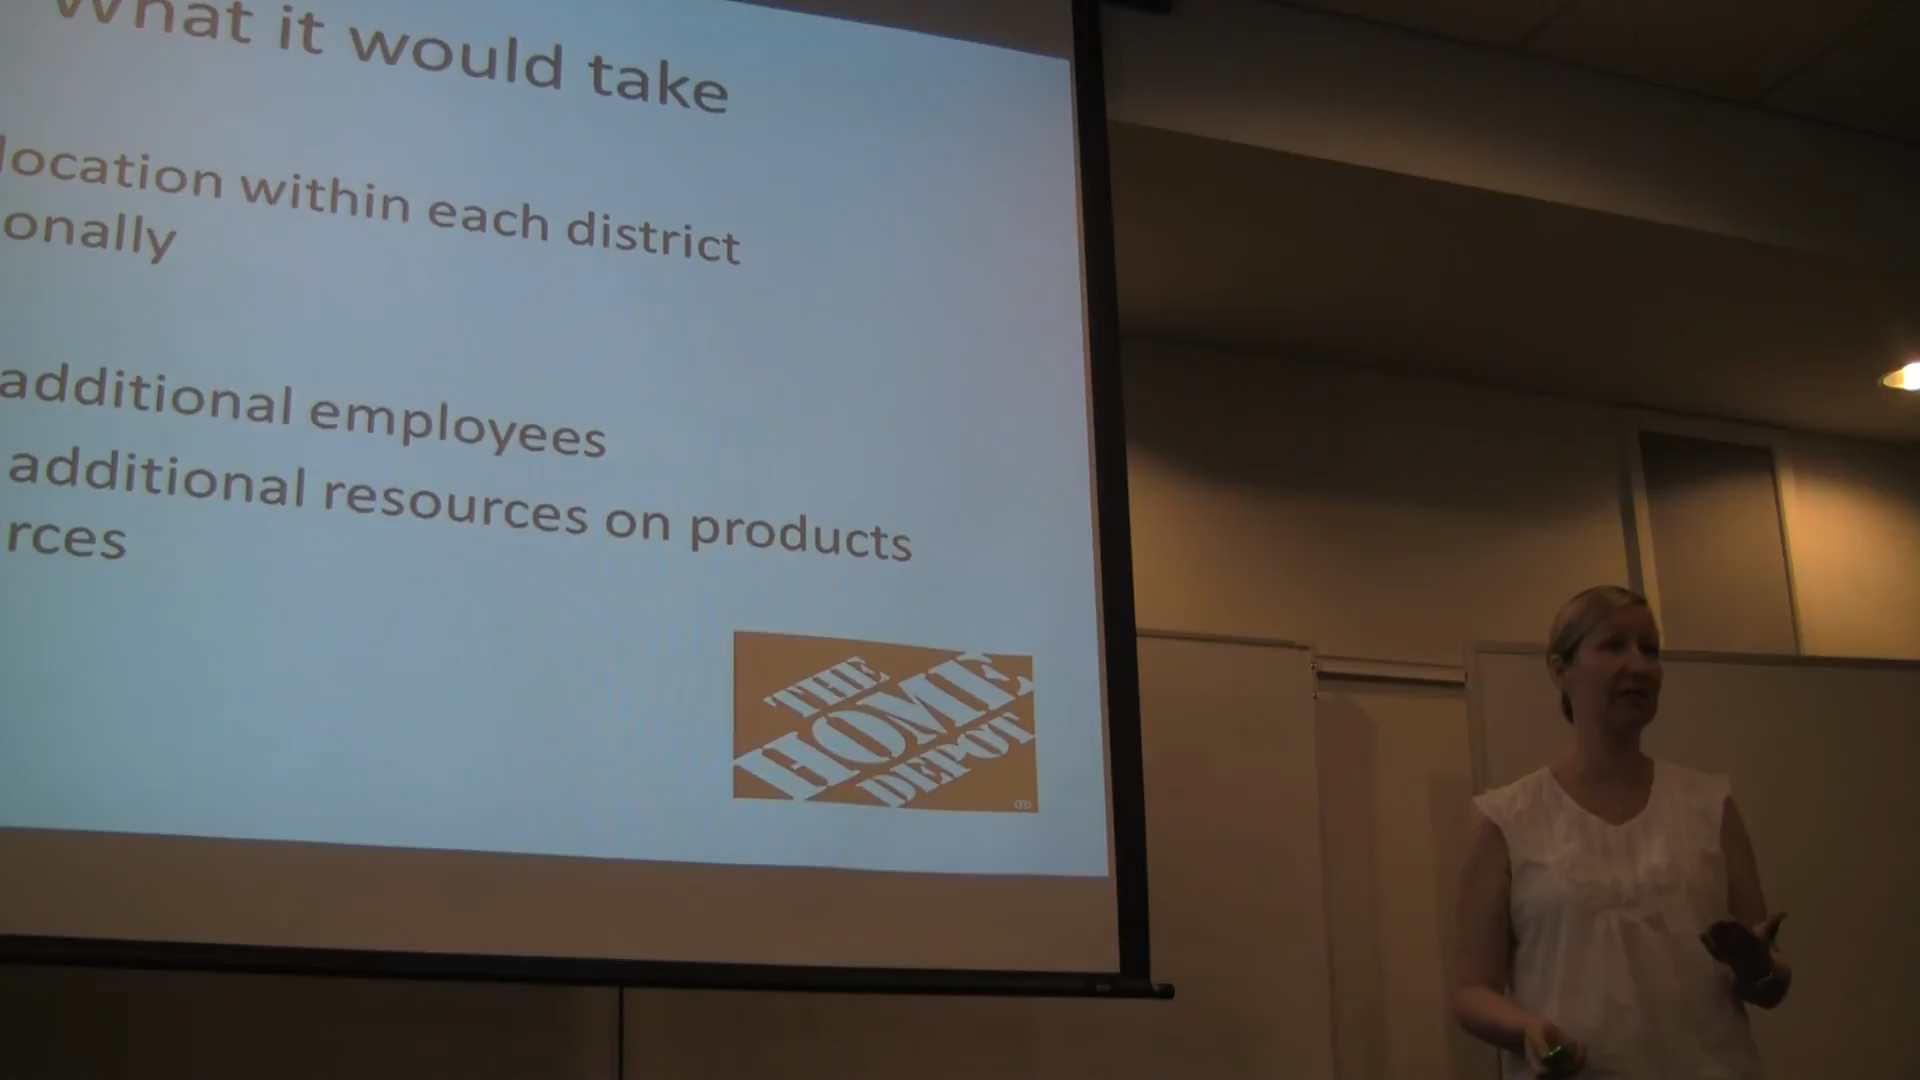 What it would take
location within each district
onally
additional employees
additional resources on products
rces
THE
HOME
DEPOT
®